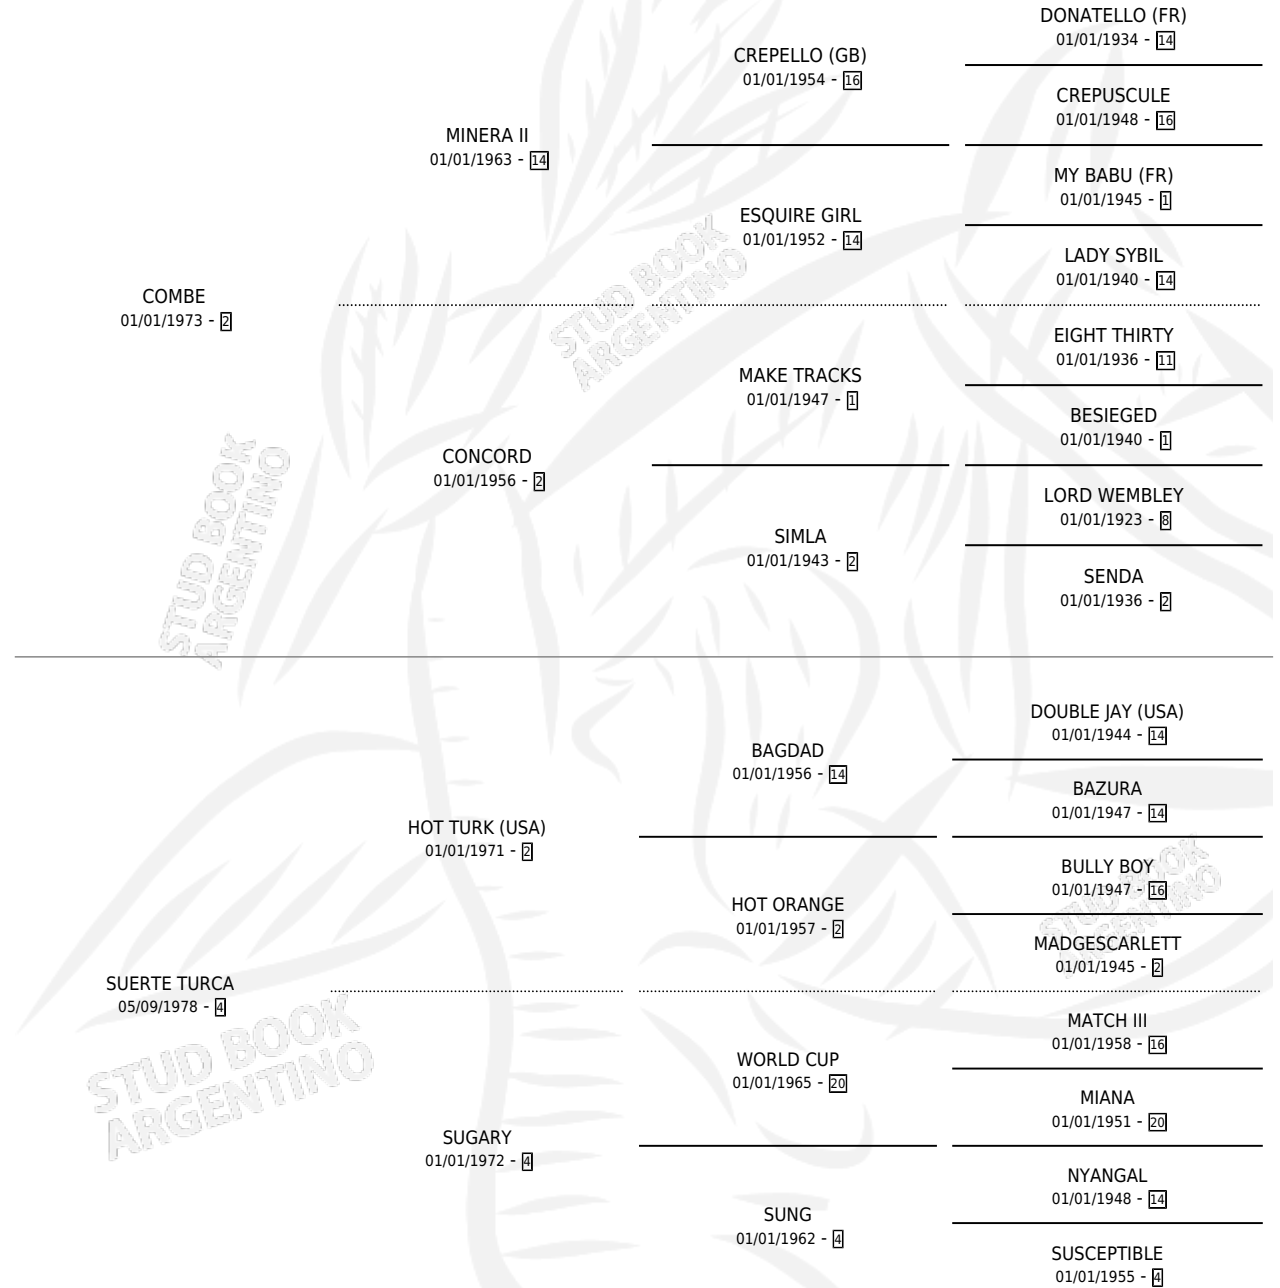 DONATELLO (FR)
01/01/1934 - 14
CREPELLO (GB)
01/01/1954 - 16
CREPUSCULE
01/01/1948 - 16
MINERA II
01/01/1963 - 14
MY BABU (FR)
01/01/1945 - 1
ESQUIRE GIRL
01/01/1952 - 14
LADY SYBIL
01/01/1940 - 14
COMBE
01/01/1973 - 2
STUD BOOK
ARGENTINO
EIGHT THIRTY
01/01/1936 - 11
MAKE TRACKS
01/01/1947 - 1
BESIEGED
01/01/1940 - 1
CONCORD
01/01/1956 - 2
LORD WEMBLEY
01/01/1923 - 8
SIMLA
01/01/1943 - 2
SENDA
01/01/1936 - 2
STUD BOOK
ARGENTINO
DOUBLE JAY (USA)
01/01/1944 - 14
BAGDAD
01/01/1956 - 14
BAZURA
01/01/1947 - 14
HOT TURK (USA)
01/01/1971 - 2
BULLY BOY
01/01/1947 - 16
STUD BOOK
ARGENTINO
HOT ORANGE
01/01/1957 - 2
MADGESCARLETT
01/01/1945 - 2
SUERTE TURCA
05/09/1978 - 4
STUD BOOK
ARGENTINO
MATCH III
01/01/1958 - 16
WORLD CUP
01/01/1965 - 20
MIANA
01/01/1951 - 20
SUGARY
01/01/1972 - 4
NYANGAL
01/01/1948 - 14
SUNG
01/01/1962 - 4
SUSCEPTIBLE
01/01/1955 - 4